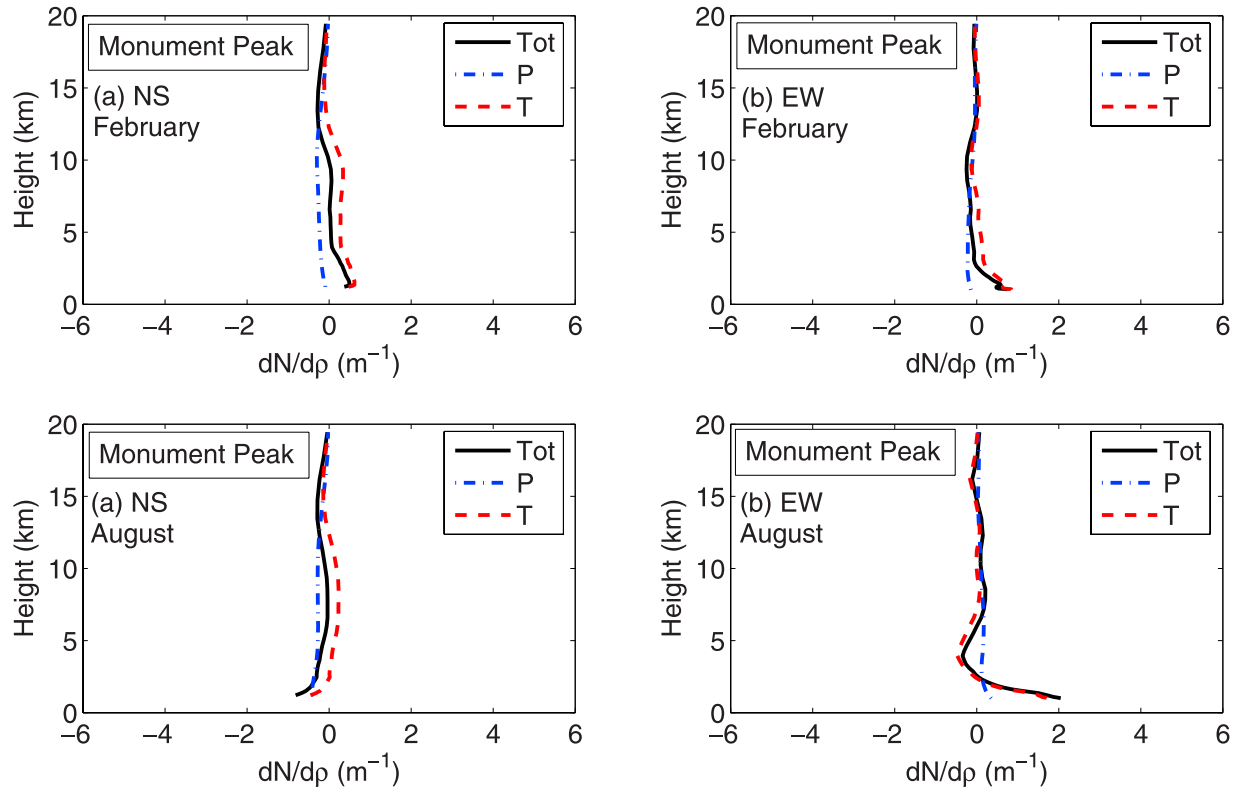 20
15
10
5
0
Height (km)
Monument Peak
(a) NS
February
Tot
P
T
−6 −4 −2 0 2 4 6
dN/dρ (m⁻¹)
20
15
10
5
0
Height (km)
Monument Peak
(b) EW
February
Tot
P
T
−6 −4 −2 0 2 4 6
dN/dρ (m⁻¹)
20
15
10
5
0
Height (km)
Monument Peak
(a) NS
August
Tot
P
T
−6 −4 −2 0 2 4 6
dN/dρ (m⁻¹)
20
15
10
5
0
Height (km)
Monument Peak
(b) EW
August
Tot
P
T
−6 −4 −2 0 2 4 6
dN/dρ (m⁻¹)